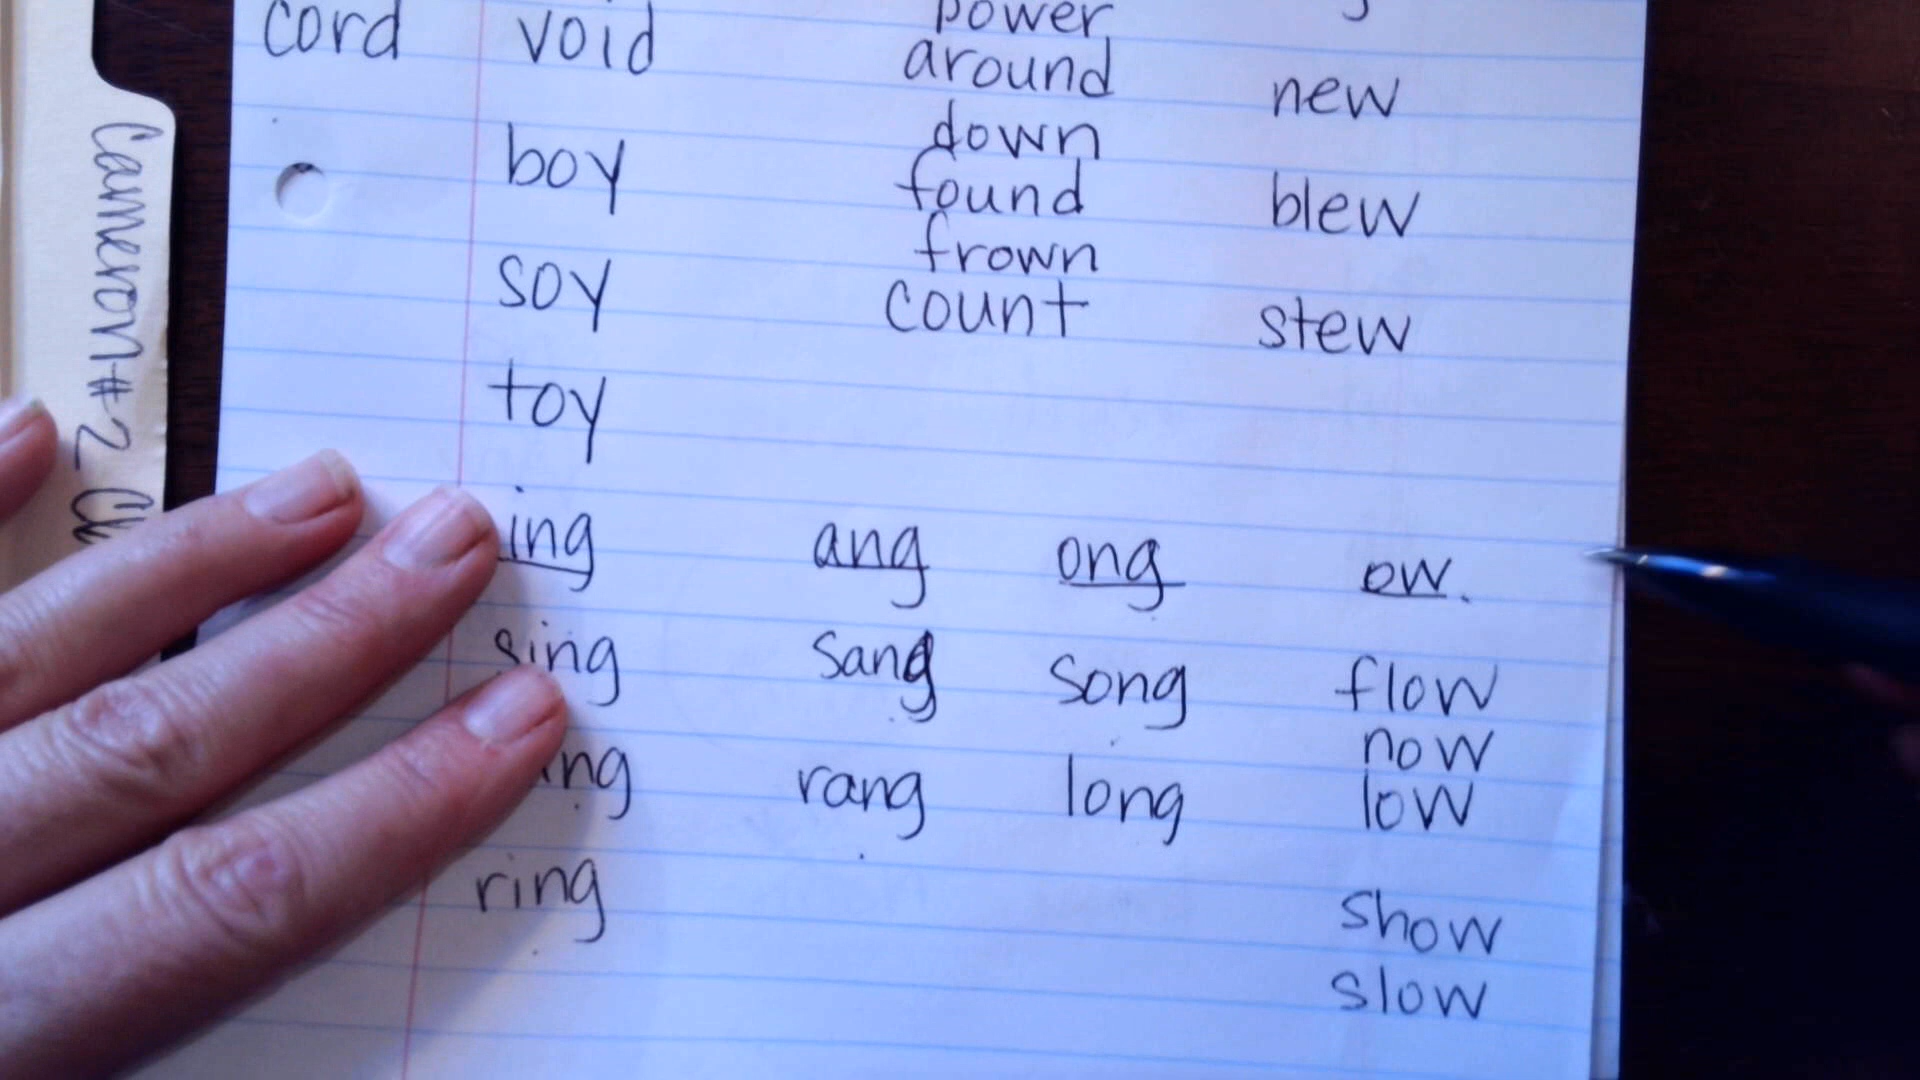 cord void power
around new
down
boy found blew
frown
soy count stew
toy
ing ang ong ow.
sing sang song flow
now
rang long low
ring show
slow
Cameron #2